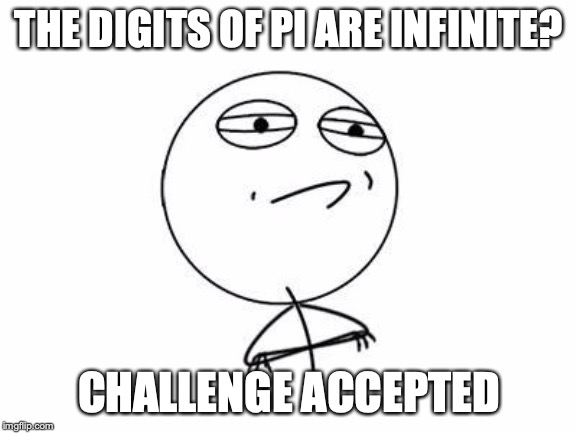 THE DIGITS OF PI ARE INFINITE?
CHALLENGE ACCEPTED
imgflip.com